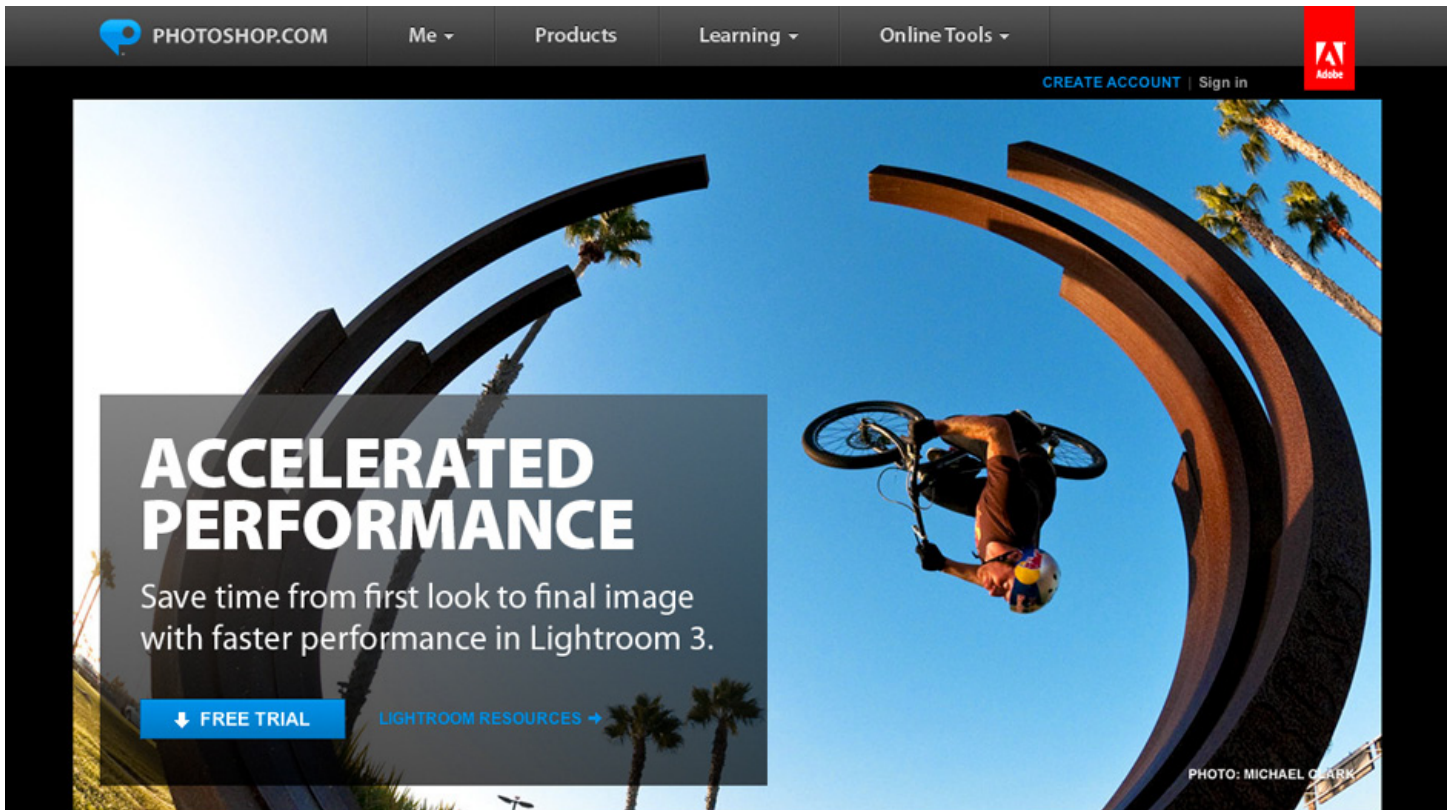 PHOTOSHOP.COM
Me
Products
Learning
Online Tools
Adobe
CREATE ACCOUNT | Sign in
ACCELERATED
PERFORMANCE
Save time from first look to final image
with faster performance in Lightroom 3.
FREE TRIAL
LIGHTROOM RESOURCES
PHOTO: MICHAEL CLARK